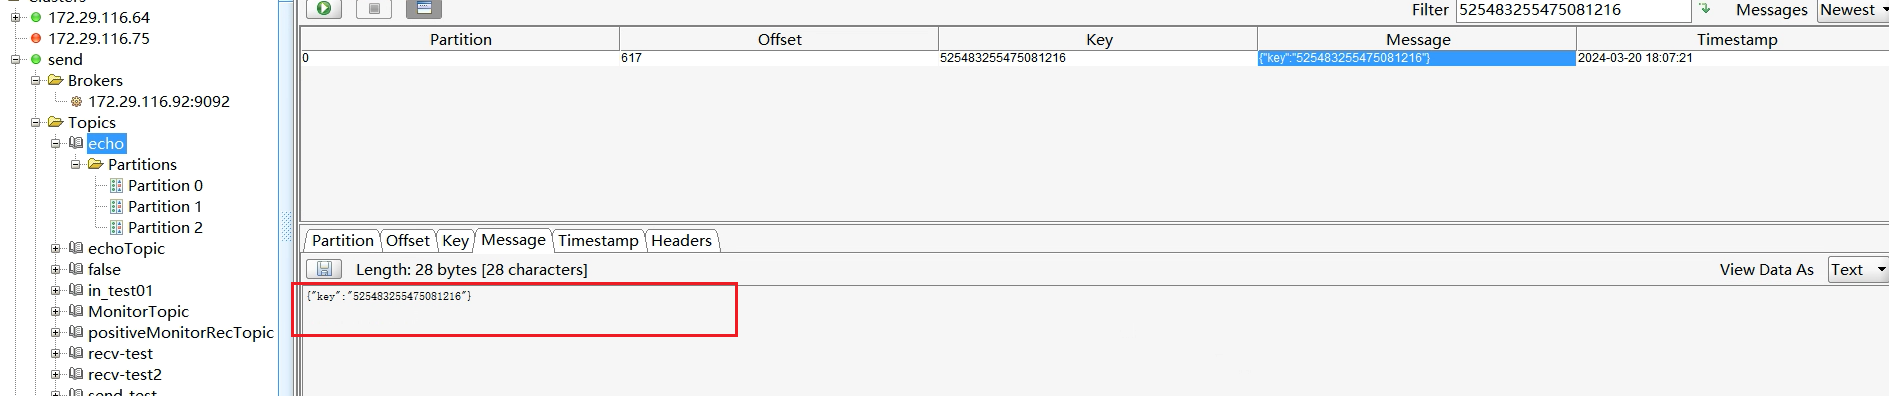 Clusters
172.29.116.64
172.29.116.75
send
Brokers
172.29.116.92:9092
Topics
echo
Partitions
Partition 0
Partition 1
Partition 2
echoTopic
false
in_test01
MonitorTopic
positiveMonitorRecTopic
recv-test
recv-test2
send-test
Filter 525483255475081216 Messages Newest
Partition Offset Key Message Timestamp
0 617 525483255475081216 {"key":"525483255475081216"} 2024-03-20 18:07:21
Partition Offset Key Message Timestamp Headers
Length: 28 bytes [28 characters] View Data As Text
{"key":"525483255475081216"}